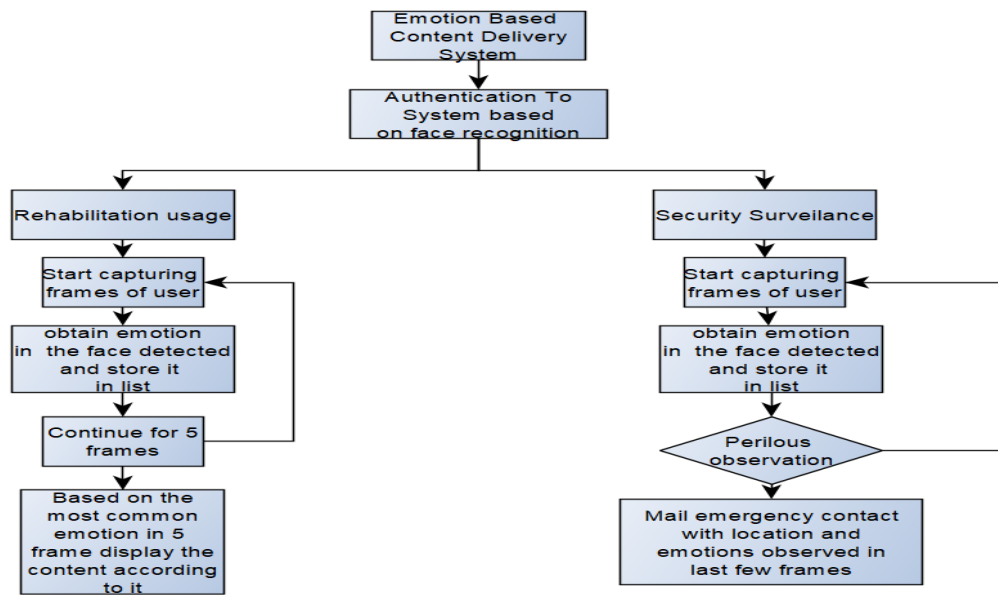 Emotion Based
Content Delivery
System
Authentication To
System based
on face recognition
Rehabilitation usage
Start capturing
frames of user
obtain emotion
in the face detected
and store it
in list
Continue for 5
frames
Based on the
most common
emotion in 5
frame display the
content according
to it
Security Surveilance
Start capturing
frames of user
obtain emotion
in the face detected
and store it
in list
Perilous
observation
Mail emergency contact
with location and
emotions observed in
last few frames